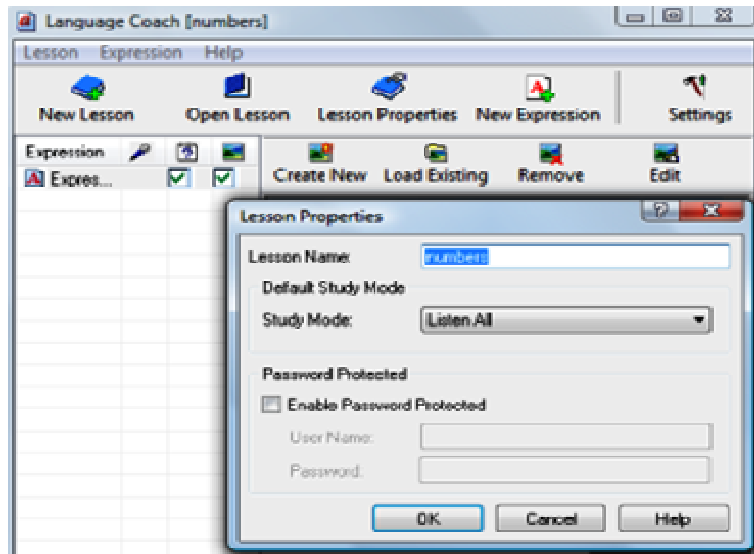 Language Coach [numbers]
Lesson Expression Help
New Lesson Open Lesson Lesson Properties New Expression Settings
Expression
Expres... Create New Load Existing Remove Edit
Lesson Properties
Lesson Name: numbers
Default Study Mode
Study Mode: Listen All
Password Protected
Enable Password Protected
User Name:
Password:
OK Cancel Help